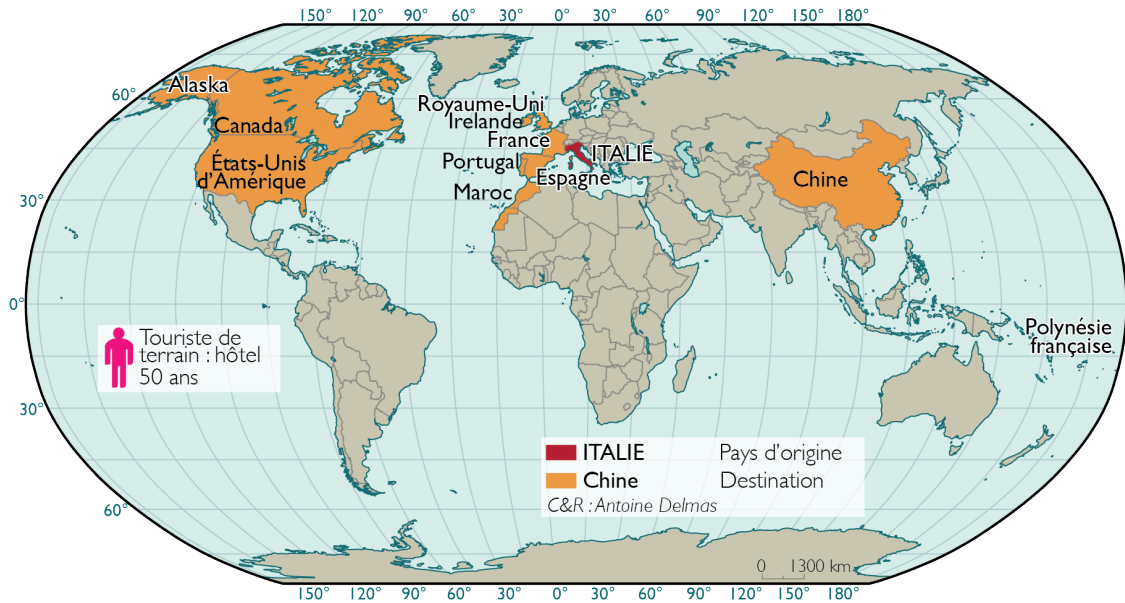 150° 120° 90° 60° 30° 0° 30° 60° 90° 120° 150° 180°
60°
30°
0°
30°
60°
Alaska
Canada
États-Unis
d'Amérique
Royaume-Uni
Irelande
France
Portugal
Espagne
Maroc
ITALIE
Chine
Polynésie
française
Touriste de
terrain : hôtel
50 ans
ITALIE Pays d'origine
Chine Destination
C&R : Antoine Delmas
0 1300 km
150° 120° 90° 60° 30° 0° 30° 60° 90° 120° 150° 180°